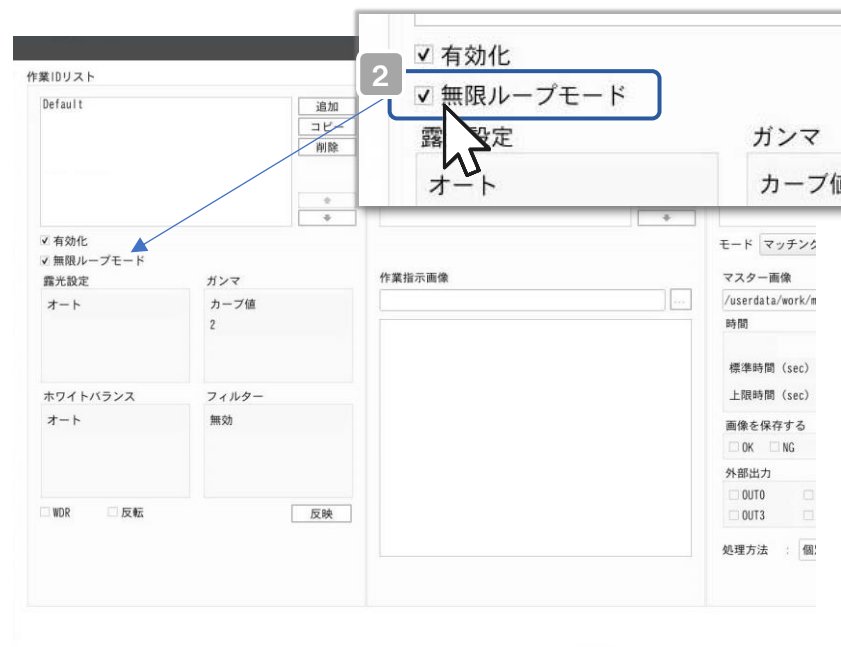 2
有効化
無限ループモード
露 設定
ガンマ
オート
カーブ値
作業IDリスト
Default
追加
コピー
削除
有効化
無限ループモード
露光設定
ガンマ
オート
カーブ値
2
ホワイトバランス
フィルター
オート
無効
WDR
反転
反映
作業指示画像
...
モード
マッチング
マスター画像
/userdata/work/m
時間
標準時間 (sec)
上限時間 (sec)
画像を保存する
OK
NG
外部出力
OUT0
OUT3
処理方法 :